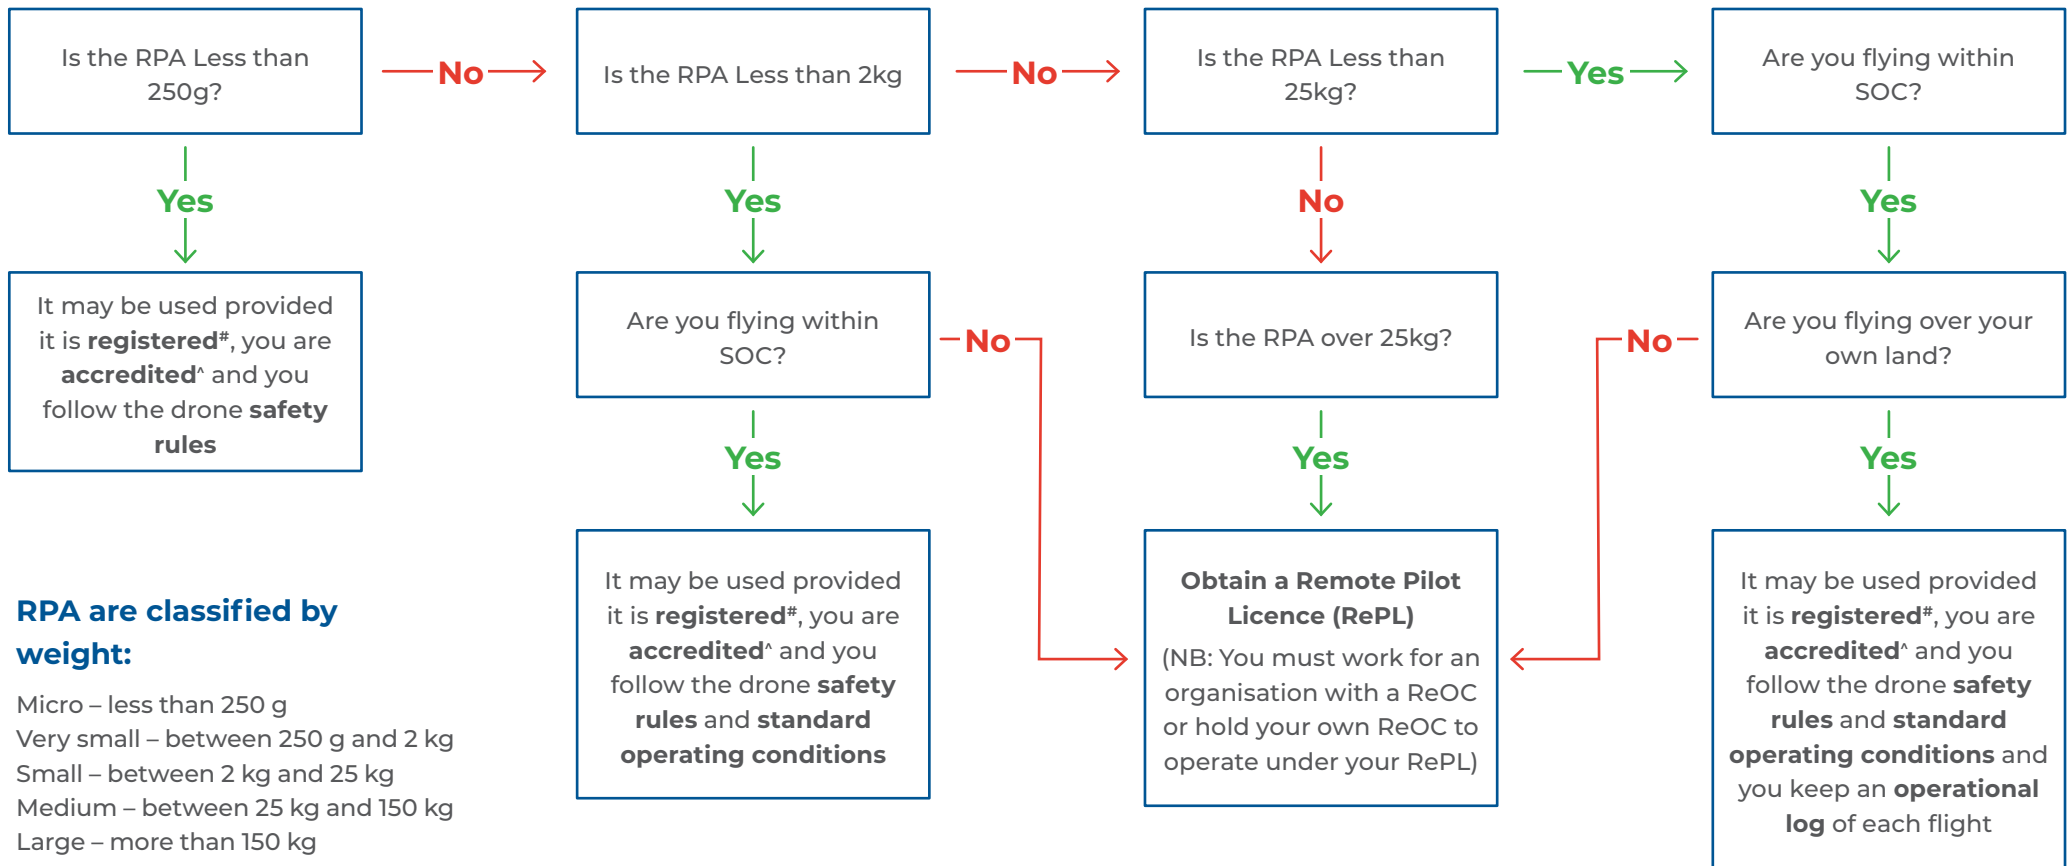 Is the RPA Less than
250g?
No
Is the RPA Less than 2kg
No
Is the RPA Less than
25kg?
Yes
Are you flying within
SOC?
Yes
Yes
No
Yes
It may be used provided
it is registered#, you are
accredited^ and you
follow the drone safety
rules
Are you flying within
SOC?
No
Is the RPA over 25kg?
No
Are you flying over your
own land?
Yes
Yes
Yes
It may be used provided
it is registered#, you are
accredited^ and you
follow the drone safety
rules and standard
operating conditions
Obtain a Remote Pilot
Licence (RePL)
(NB: You must work for an
organisation with a ReOC
or hold your own ReOC to
operate under your RePL)
It may be used provided
it is registered#, you are
accredited^ and you
follow the drone safety
rules and standard
operating conditions and
you keep an operational
log of each flight
RPA are classified by
weight:
Micro – less than 250 g
Very small – between 250 g and 2 kg
Small – between 2 kg and 25 kg
Medium – between 25 kg and 150 kg
Large – more than 150 kg